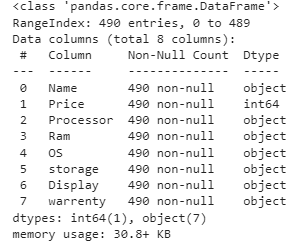 <class 'pandas.core.frame.DataFrame'>
RangeIndex: 490 entries, 0 to 489
Data columns (total 8 columns):
 #   Column     Non-Null Count  Dtype
---  ------     --------------  -----
 0   Name       490 non-null    object
 1   Price      490 non-null    int64
 2   Processor  490 non-null    object
 3   Ram        490 non-null    object
 4   OS         490 non-null    object
 5   storage    490 non-null    object
 6   Display    490 non-null    object
 7   warrenty   490 non-null    object
dtypes: int64(1), object(7)
memory usage: 30.8+ KB